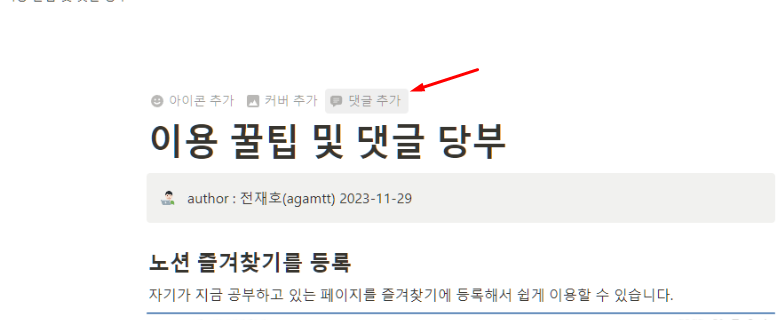 아이콘 추가 커버 추가 댓글 추가
이용 꿀팁 및 댓글 당부
author : 전재호(agamtt) 2023-11-29
노션 즐겨찾기를 등록
자기가 지금 공부하고 있는 페이지를 즐겨찾기에 등록해서 쉽게 이용할 수 있습니다.